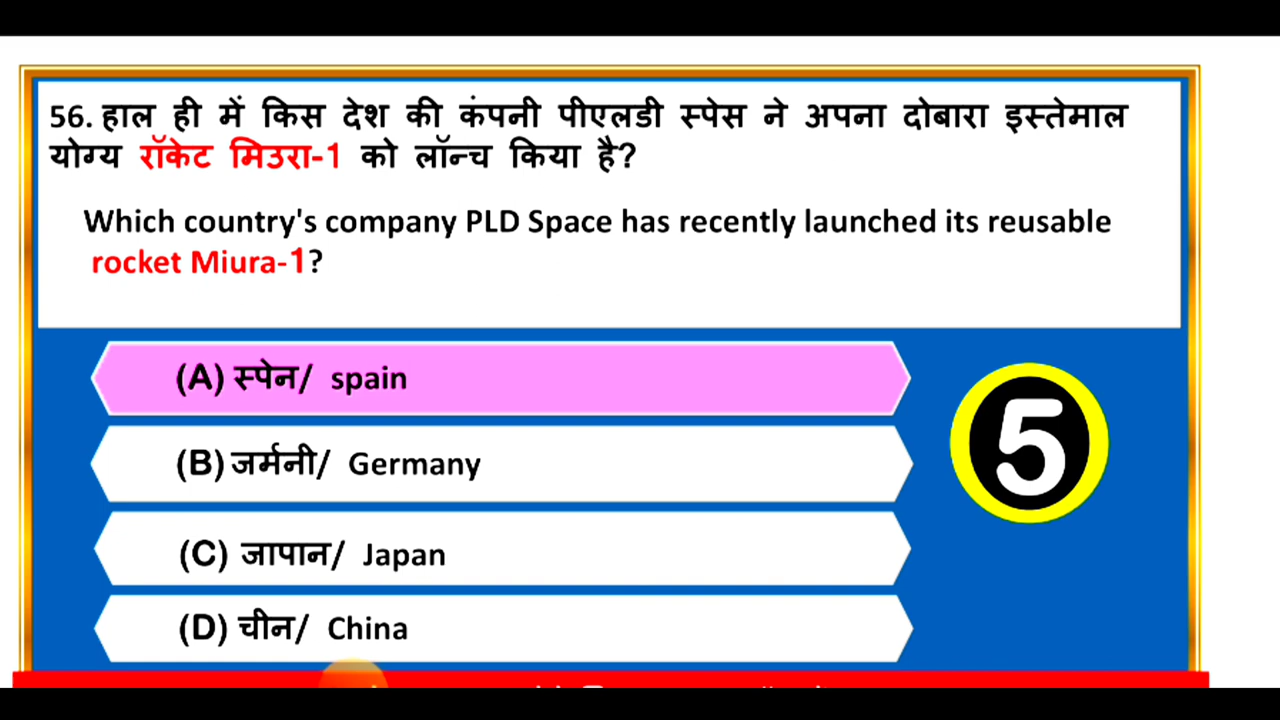 56. हाल ही में किस देश की कंपनी पीएलडी स्पेस ने अपना दोबारा इस्तेमाल
योग्य रॉकेट मिउरा-1 को लॉन्च किया है?
Which country's company PLD Space has recently launched its reusable
rocket Miura-1?
(A) स्पेन/ spain
(B) जर्मनी/ Germany
5
(C) जापान/ Japan
(D) चीन/ China